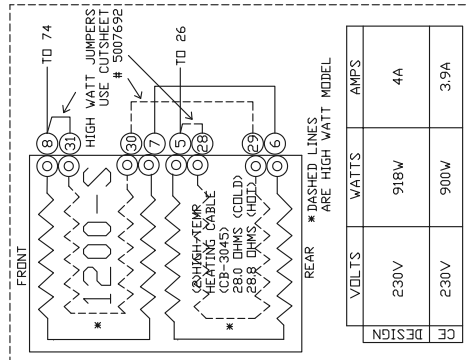 FRONT
1200-S
*
*
(2)HIGH TEMP.
HEATING CABLE
(CB-3045)
28.0 OHMS (COLD)
28.8 OHMS (HOT)
REAR
8
31
30
7
5
28
29
6
TO 74
HIGH WATT JUMPERS
USE CUTSHEET
# 5007692
TO 26
*DASHED LINES
ARE HIGH WATT MODEL
VOLTS WATTS AMPS
DESIGN 230V 918W 4A
CE 230V 900W 3.9A